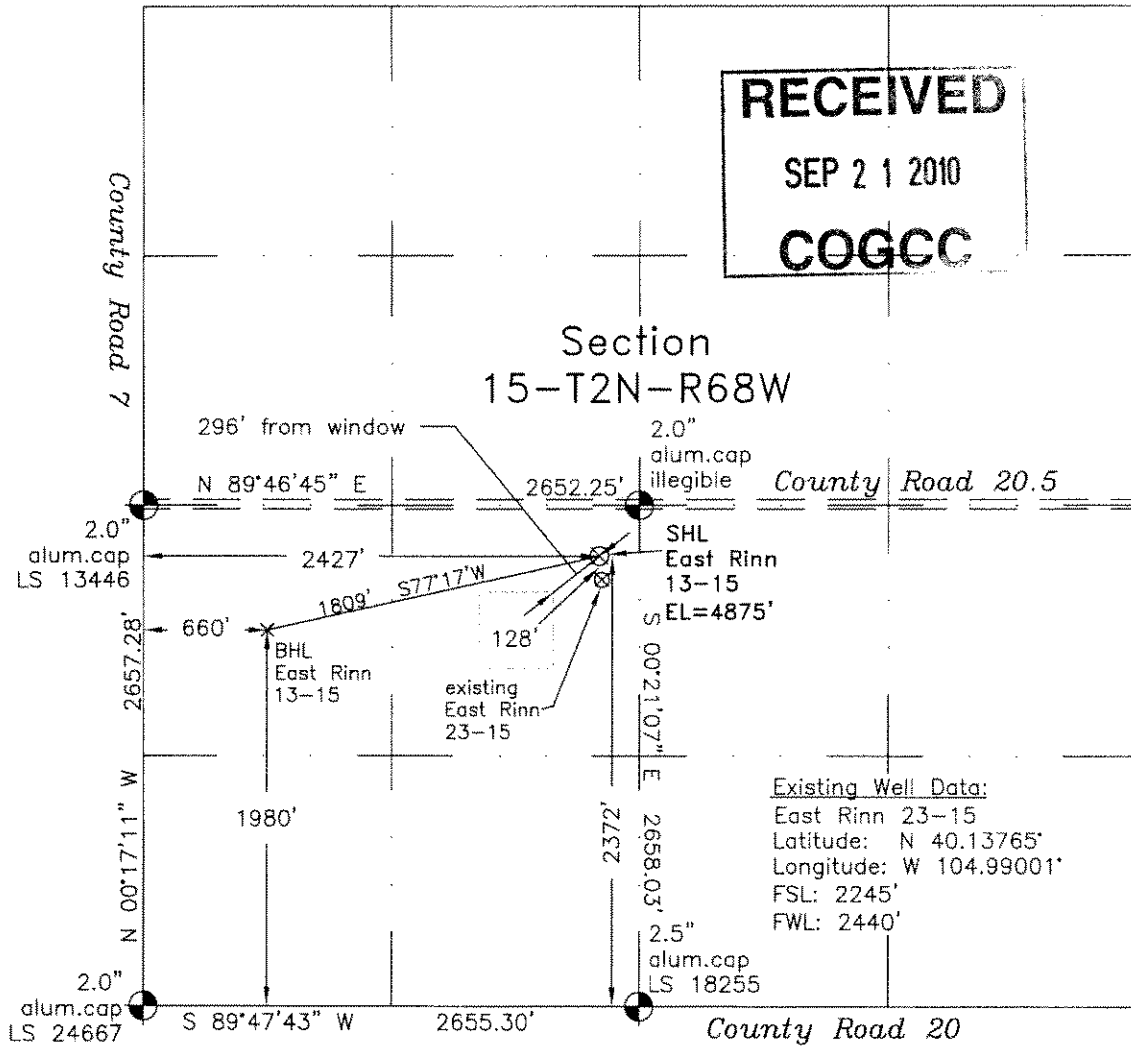 RECEIVED
SEP 2 1 2010
COGCC
County Road 7
Section
15-T2N-R68W
296' from window
2.0"
alum.cap
illegible
N 89°46'45" E
2652.25'
County Road 20.5
2.0"
alum.cap
LS 13446
2427'
SHL
East Rinn
13-15
EL=4875'
1809'
S77°17'W
660'
128'
BHL
East Rinn
13-15
existing
East Rinn
23-15
2657.28'
N 00°17'11" W
1980'
2372'
S 00°21'07" E
2658.03'
Existing Well Data:
East Rinn 23-15
Latitude: N 40.13765°
Longitude: W 104.99001°
FSL: 2245'
FWL: 2440'
2.5"
alum.cap
LS 18255
2.0"
alum.cap
LS 24667
S 89°47'43" W
2655.30'
County Road 20